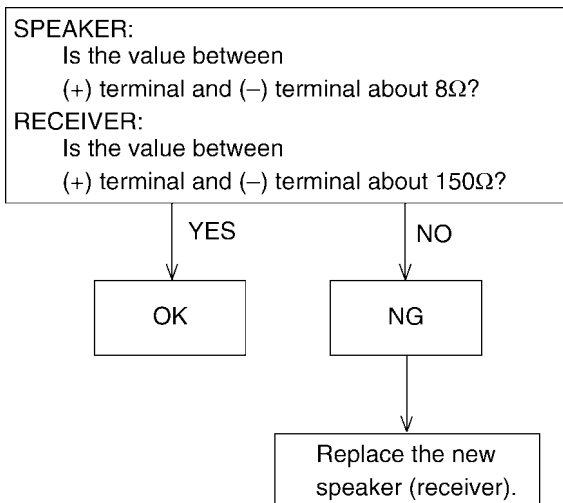 SPEAKER:
Is the value between
(+) terminal and (–) terminal about 8Ω?
RECEIVER:
Is the value between
(+) terminal and (–) terminal about 150Ω?
YES
NO
OK
NG
Replace the new
speaker (receiver).